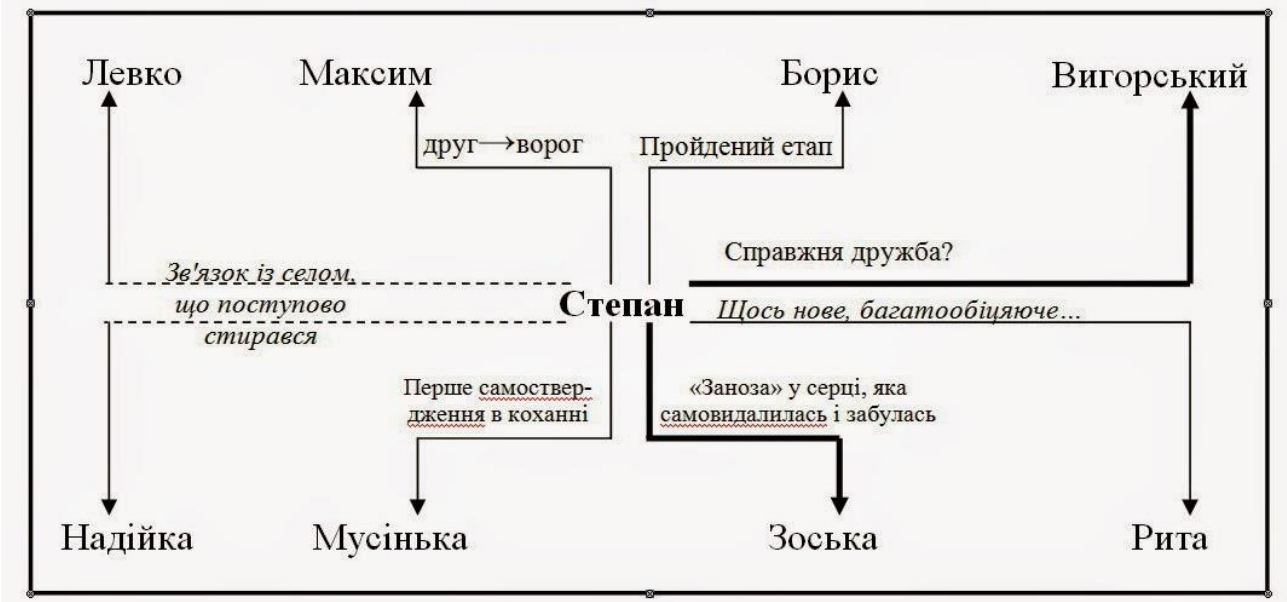 Левко
Максим
Борис
Вигорський
друг→ворог
Пройдений етап
Справжня дружба?
Зв'язок із селом,
що поступово
стирався
Степан
Щось нове, багатообіцяюче...
Перше самоствер-
дження в коханні
«Заноза» у серці, яка
самовидалилась і забулась
Надійка
Мусінька
Зоська
Рита